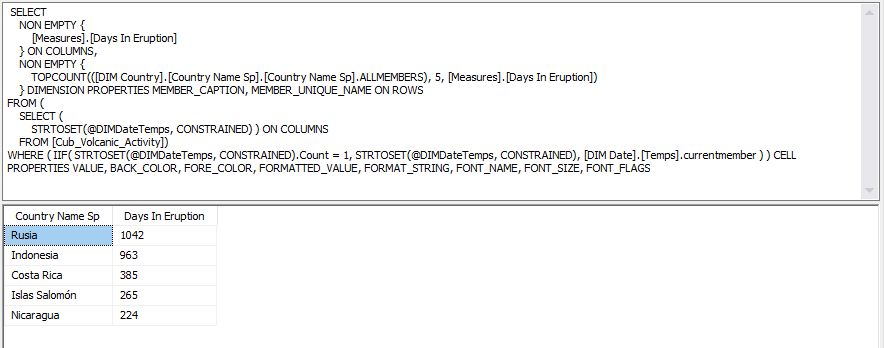 SELECT
NON EMPTY {
[Measures].[Days In Eruption]
} ON COLUMNS,
NON EMPTY {
TOPCOUNT(([DIM Country].[Country Name Sp].[Country Name Sp].ALLMEMBERS), 5, [Measures].[Days In Eruption])
} DIMENSION PROPERTIES MEMBER_CAPTION, MEMBER_UNIQUE_NAME ON ROWS
FROM (
SELECT (
STRTOSET(@DIMDateTemps, CONSTRAINED) ) ON COLUMNS
FROM [Cub_Volcanic_Activity])
WHERE ( IIF( STRTOSET(@DIMDateTemps, CONSTRAINED).Count = 1, STRTOSET(@DIMDateTemps, CONSTRAINED), [DIM Date].[Temps].currentmember ) ) CELL
PROPERTIES VALUE, BACK_COLOR, FORE_COLOR, FORMATTED_VALUE, FORMAT_STRING, FONT_NAME, FONT_SIZE, FONT_FLAGS
Country Name Sp Days In Eruption
Rusia 1042
Indonesia 963
Costa Rica 385
Islas Salomón 265
Nicaragua 224